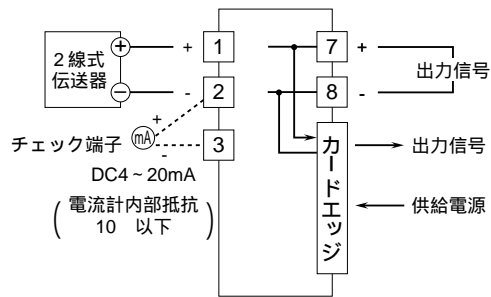 2線式
伝送器
+
-
+ 1
- 2
3
+
mA
-
チェック端子
DC4~20mA
(電流計内部抵抗
10 以下)
7 +
8 -
出力信号
カードエッジ
出力信号
供給電源